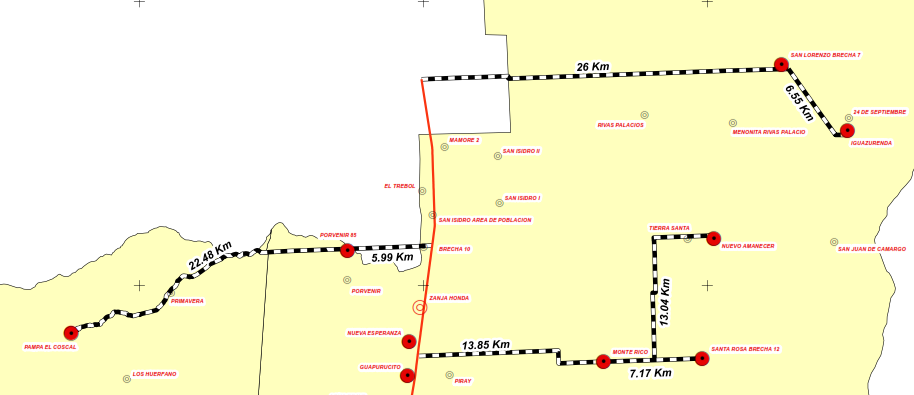 SAN LORENZO BRECHA 7
26 Km
6.55 Km
24 DE SEPTIEMBRE
RIVAS PALACIOS
MENONITA RIVAS PALACIO
IGUAZURENDA
MAMORE 2
SAN ISIDRO II
EL TREBOL
SAN ISIDRO I
SAN ISIDRO AREA DE POBLACION
TIERRA SANTA
PORVENIR 85
NUEVO AMANECER
BRECHA 10
SAN JUAN DE CAMARGO
22.48 Km
5.99 Km
PORVENIR
ZANJA HONDA
PRIMAVERA
13.04 Km
NUEVA ESPERANZA
PAMPA EL COSCAL
13.85 Km
MONTE RICO
SANTA ROSA BRECHA 12
GUAPURUCITO
7.17 Km
LOS HUERFANO
PIRAY